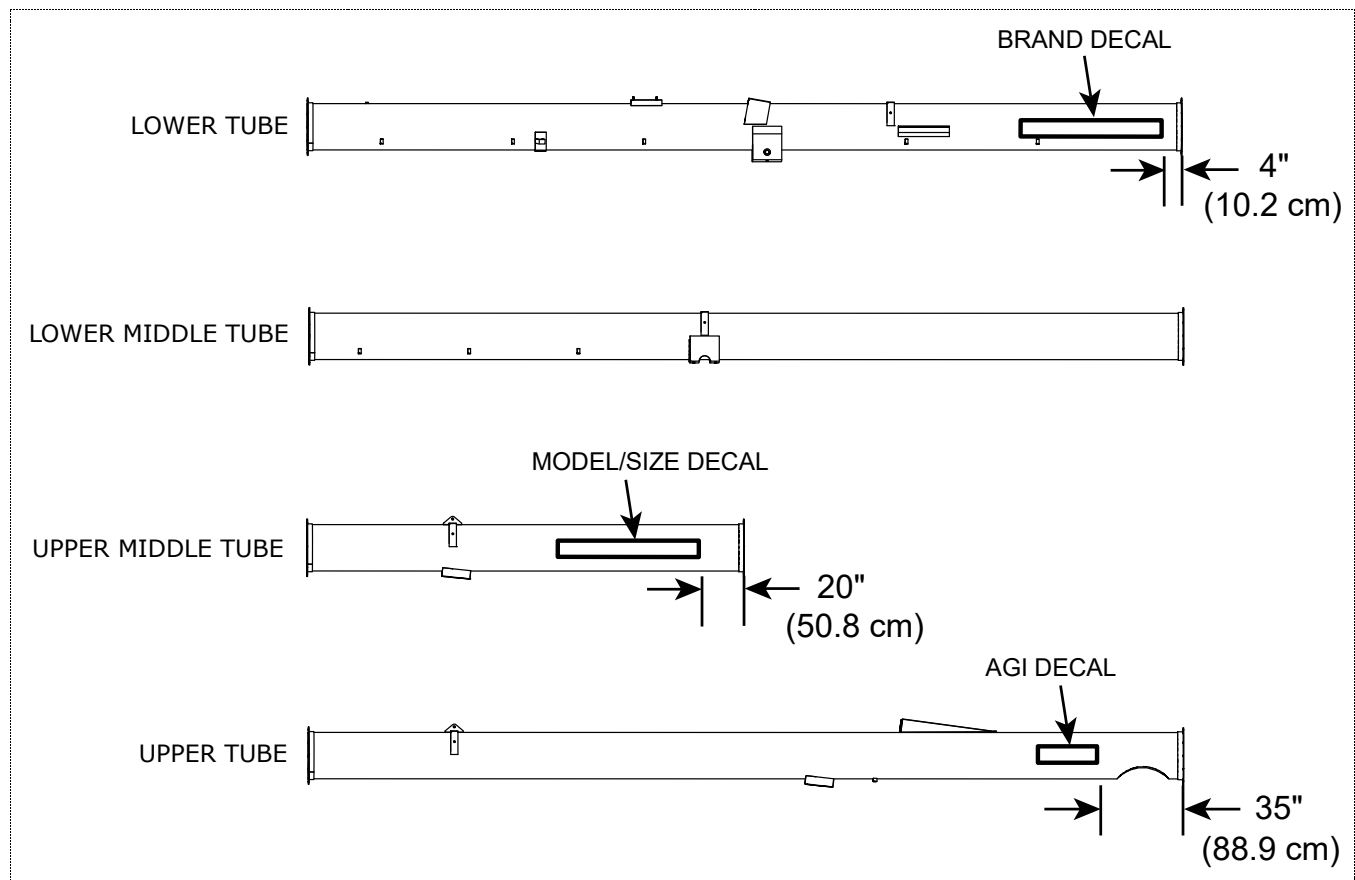 BRAND DECAL
LOWER TUBE
4"
(10.2 cm)
LOWER MIDDLE TUBE
MODEL/SIZE DECAL
UPPER MIDDLE TUBE
20"
(50.8 cm)
AGI DECAL
UPPER TUBE
35"
(88.9 cm)